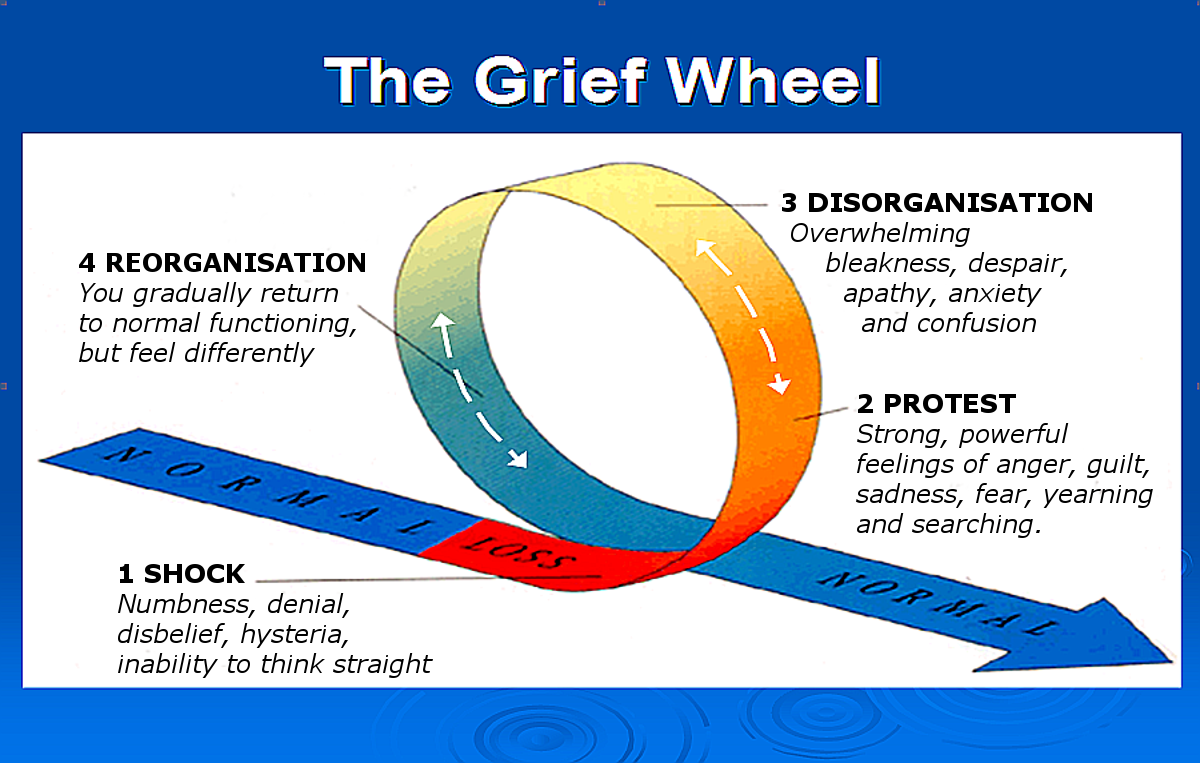 The Grief Wheel
3 DISORGANISATION
Overwhelming
bleakness, despair,
apathy, anxiety
and confusion
4 REORGANISATION
You gradually return
to normal functioning,
but feel differently
2 PROTEST
Strong, powerful
feelings of anger, guilt,
sadness, fear, yearning
and searching.
NORMAL
LOSS
NORMAL
1 SHOCK
Numbness, denial,
disbelief, hysteria,
inability to think straight